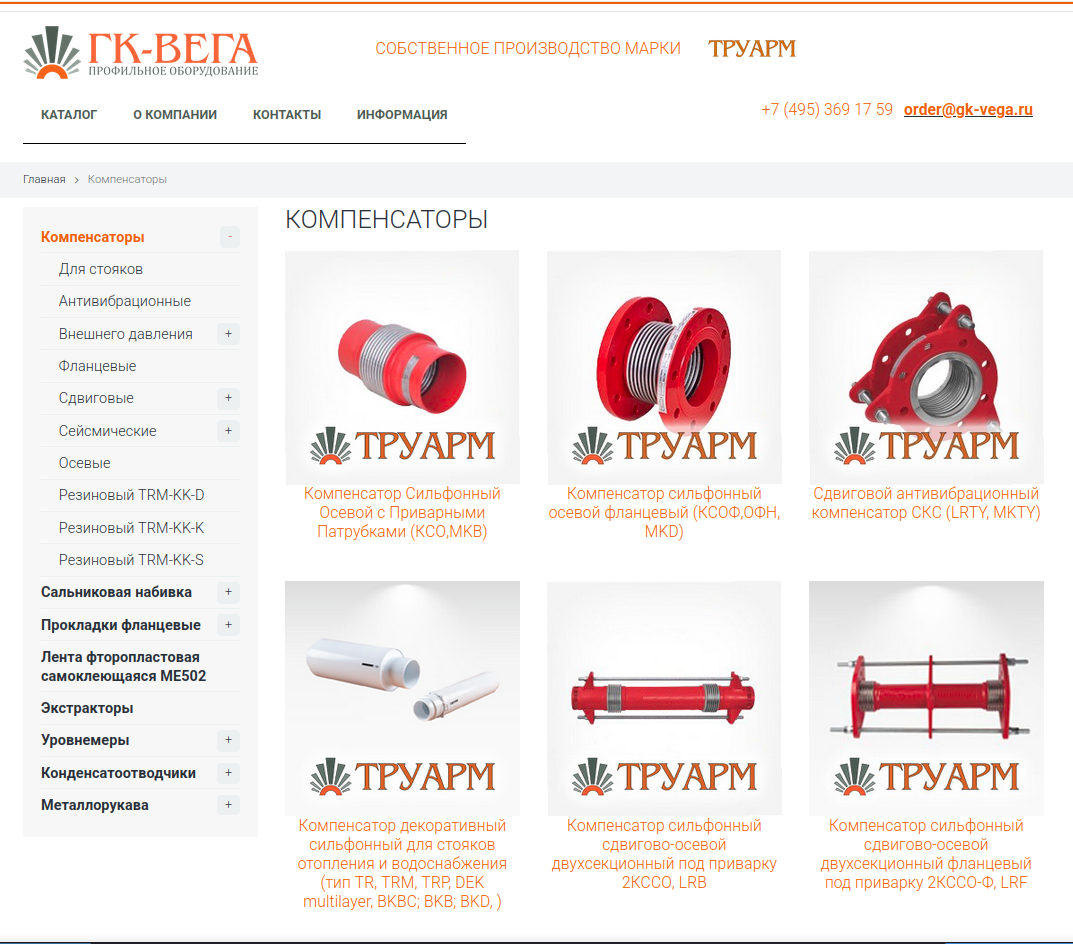 ГК-ВЕГА
ПРОФИЛЬНОЕ ОБОРУДОВАНИЕ
СОБСТВЕННОЕ ПРОИЗВОДСТВО МАРКИ
ТРУАРМ
КАТАЛОГ
О КОМПАНИИ
КОНТАКТЫ
ИНФОРМАЦИЯ
+7 (495) 369 17 59
order@gk-vega.ru
Главная > Компенсаторы
Компенсаторы -
Для стояков
Антивибрационные
Внешнего давления +
Фланцевые
Сдвиговые +
Сейсмические +
Осевые
Резиновый TRM-KK-D
Резиновый TRM-KK-K
Резиновый TRM-KK-S
Сальниковая набивка +
Прокладки фланцевые +
Лента фторопластовая
самоклеющаяся МЕ502
Экстракторы
Уровнемеры +
Конденсатоотводчики +
Металлорукава +
КОМПЕНСАТОРЫ
ТРУАРМ
Компенсатор Сильфонный
Осевой с Приварными
Патрубками (КСО,МКВ)
ТРУАРМ
Компенсатор сильфонный
осевой фланцевый (КСОФ,ОФН,
MKD)
ТРУАРМ
Сдвиговой антивибрационный
компенсатор СКС (LRTY, MKTY)
ТРУАРМ
Компенсатор декоративный
сильфонный для стояков
отопления и водоснабжения
(тип TR, TRM, TRP, DEK
multilayer, ВКВС; ВКВ; BKD, )
ТРУАРМ
Компенсатор сильфонный
сдвигово-осевой
двухсекционный под приварку
2КССО, LRB
ТРУАРМ
Компенсатор сильфонный
сдвигово-осевой
двухсекционный фланцевый
под приварку 2КССО-Ф, LRF